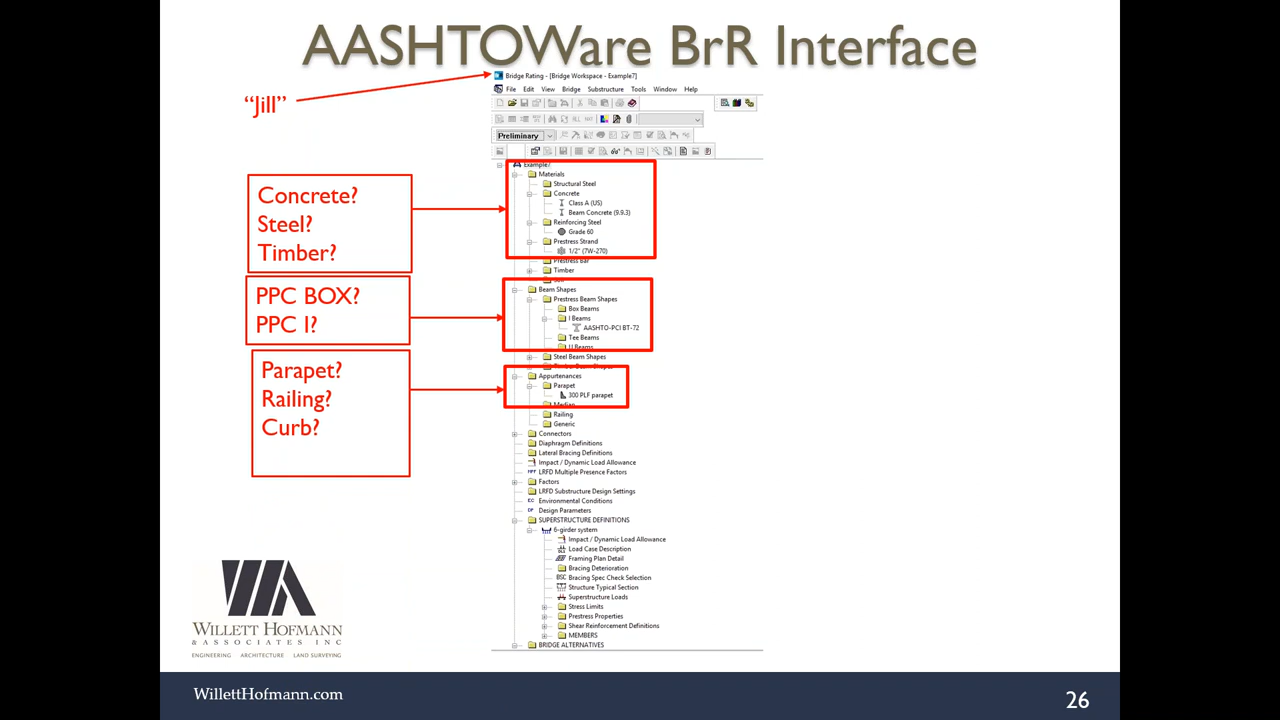 AASHTOWare BrR Interface
"Jill"
Bridge Rating - [Bridge Workspace - Example7]
File Edit View Bridge Substructure Tools Window Help
Preliminary
Concrete?
Steel?
Timber?
PPC BOX?
PPC I?
Parapet?
Railing?
Curb?
Example7
Materials
Structural Steel
Concrete
Class A (US)
Beam Concrete (9.9.3)
Reinforcing Steel
Grade 60
Prestress Strand
1/2" (7W-270)
Prestress Bar
Timber
Beam Shapes
Prestress Beam Shapes
Box Beams
I Beams
AASHTO-PCI BT-72
Tee Beams
U Beams
Steel Beam Shapes
Timber Beam Shapes
Appurtenances
Parapet
300 PLF parapet
Median
Railing
Generic
Connectors
Diaphragm Definitions
Lateral Bracing Definitions
Impact / Dynamic Load Allowance
MPF LRFD Multiple Presence Factors
Factors
LRFD Substructure Design Settings
EC Environmental Conditions
DP Design Parameters
SUPERSTRUCTURE DEFINITIONS
6-girder system
Impact / Dynamic Load Allowance
Load Case Description
Framing Plan Detail
Bracing Deterioration
BSC Bracing Spec Check Selection
Structure Typical Section
Superstructure Loads
Stress Limits
Prestress Properties
Shear Reinforcement Definitions
MEMBERS
BRIDGE ALTERNATIVES
WILLETT HOFMANN
& ASSOCIATES INC
ENGINEERING ARCHITECTURE LAND SURVEYING
WillettHofmann.com
26